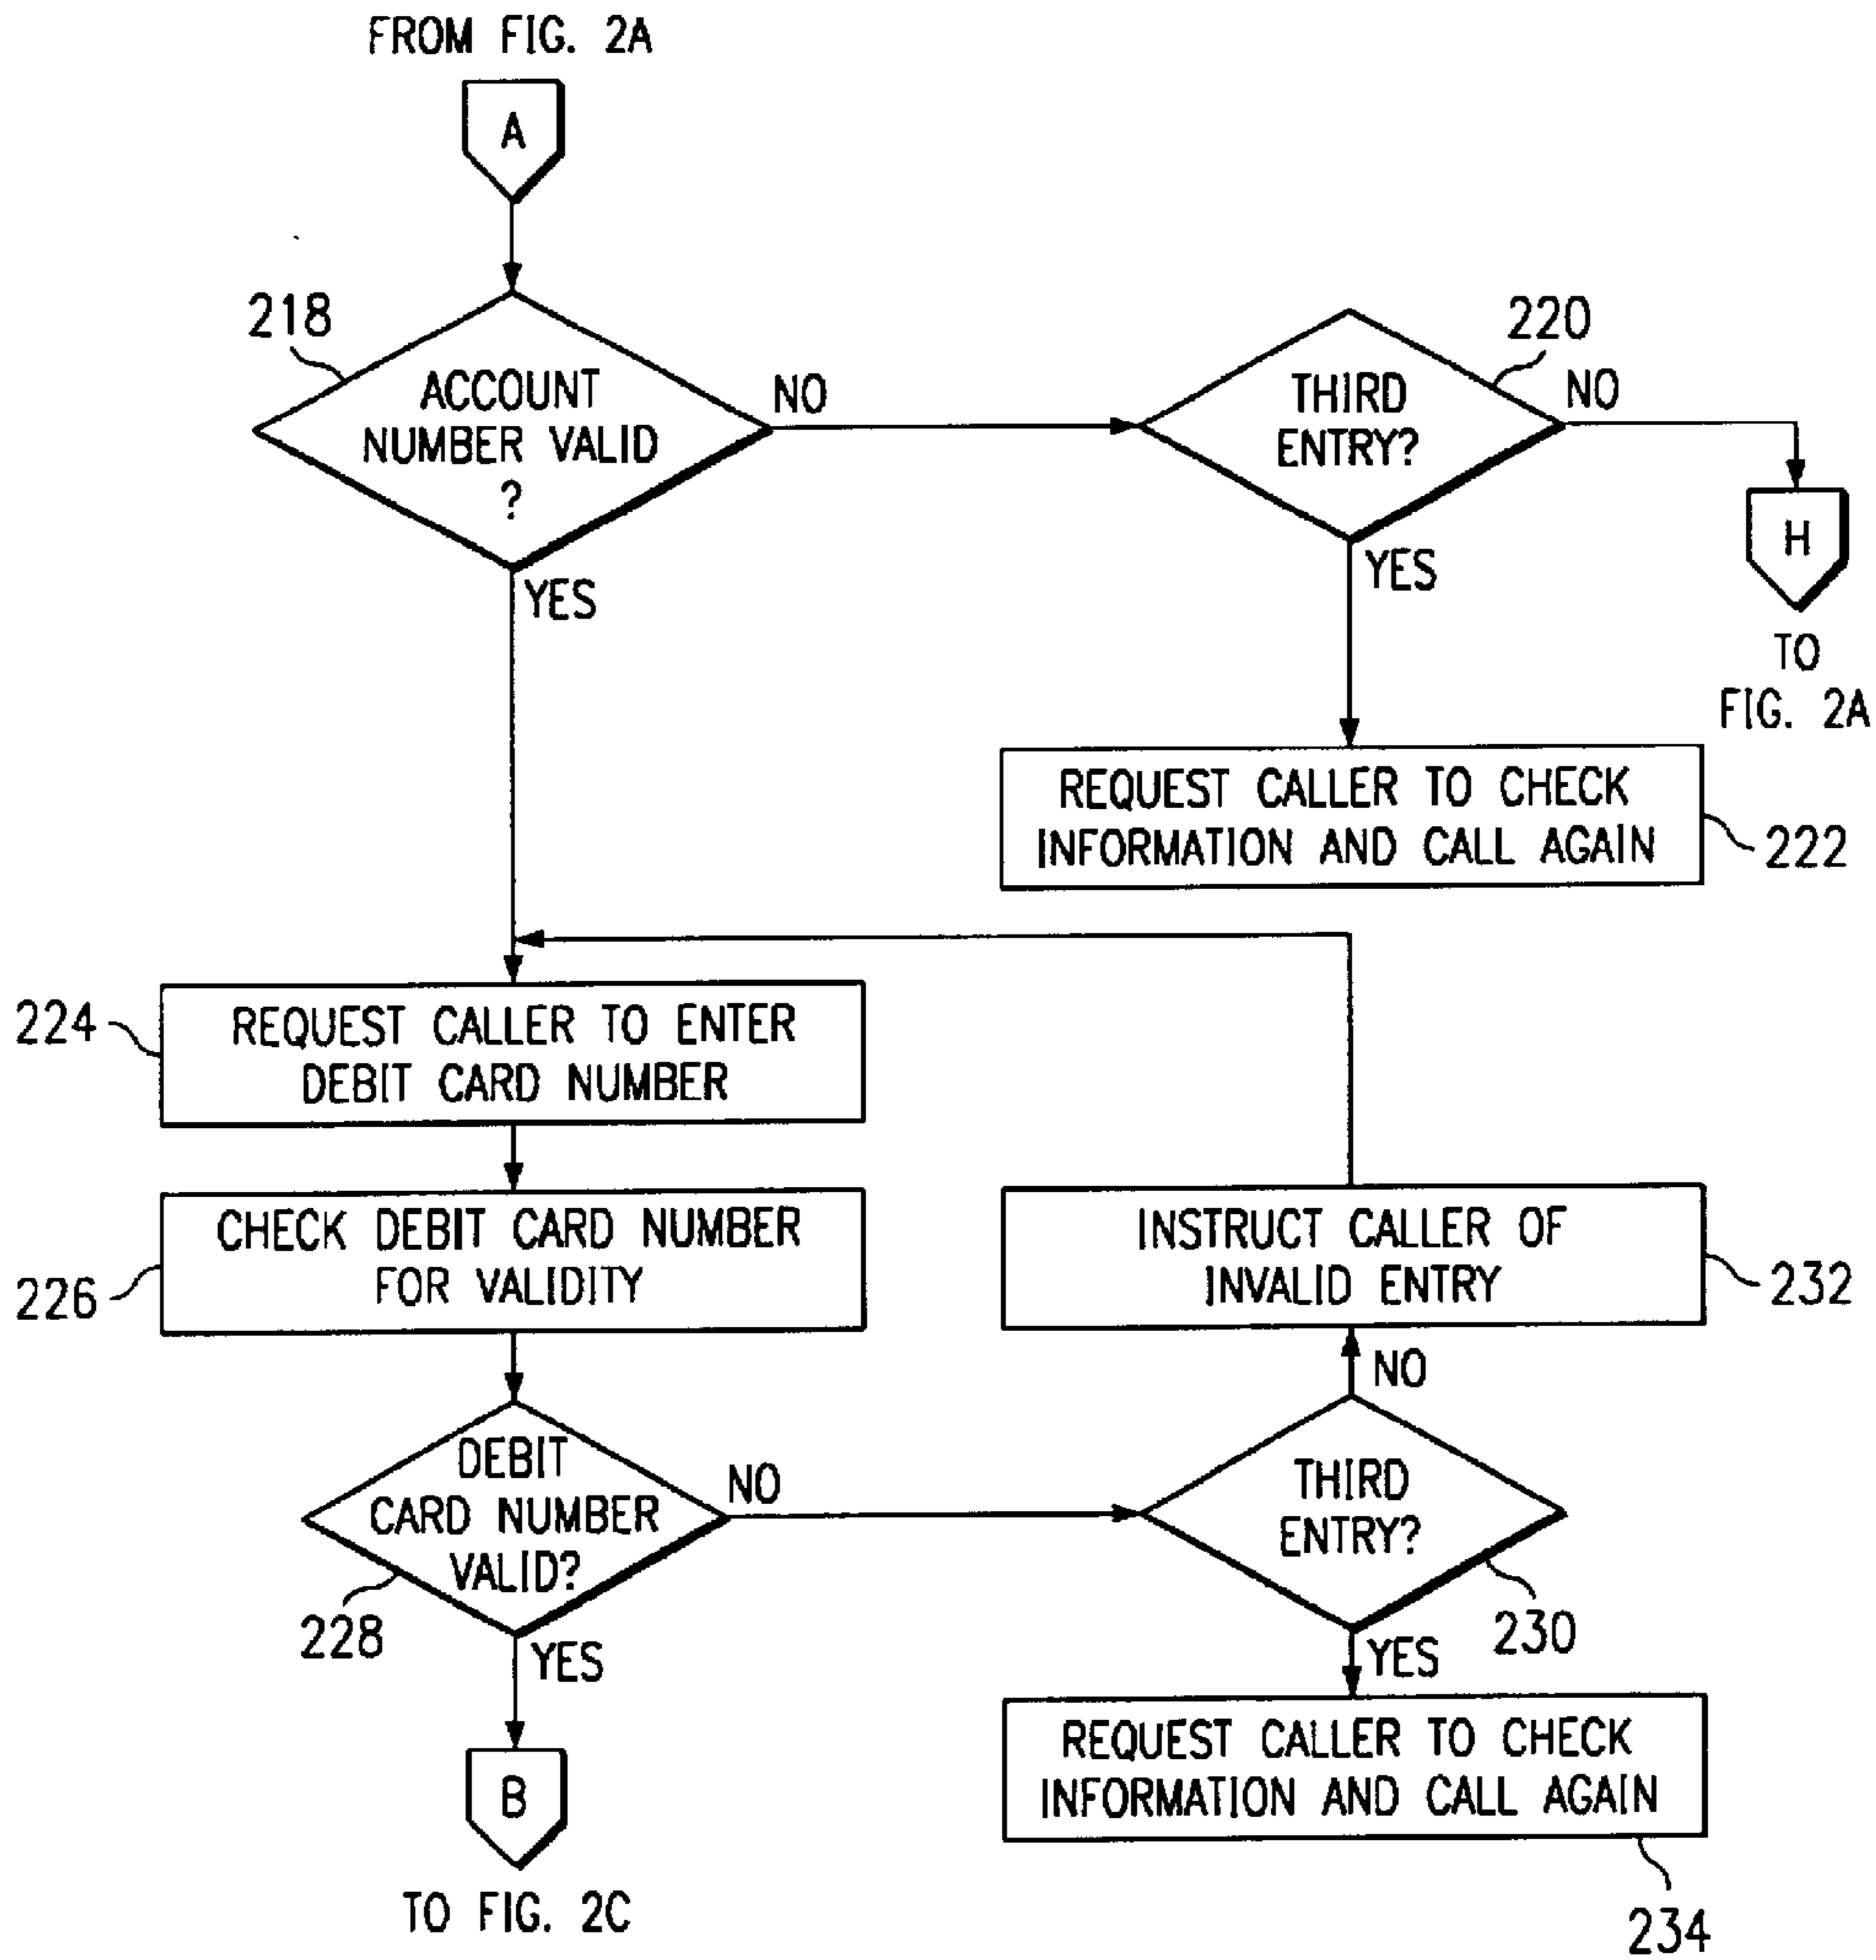 FROM FIG. 2A
A
218
ACCOUNT
NUMBER VALID
?
NO
YES
220
THIRD
ENTRY?
NO
YES
H
TO
FIG. 2A
REQUEST CALLER TO CHECK
INFORMATION AND CALL AGAIN
222
224
REQUEST CALLER TO ENTER
DEBIT CARD NUMBER
226
CHECK DEBIT CARD NUMBER
FOR VALIDITY
INSTRUCT CALLER OF
INVALID ENTRY
232
NO
DEBIT
CARD NUMBER
VALID?
NO
228
YES
THIRD
ENTRY?
230
YES
B
TO FIG. 2C
REQUEST CALLER TO CHECK
INFORMATION AND CALL AGAIN
234